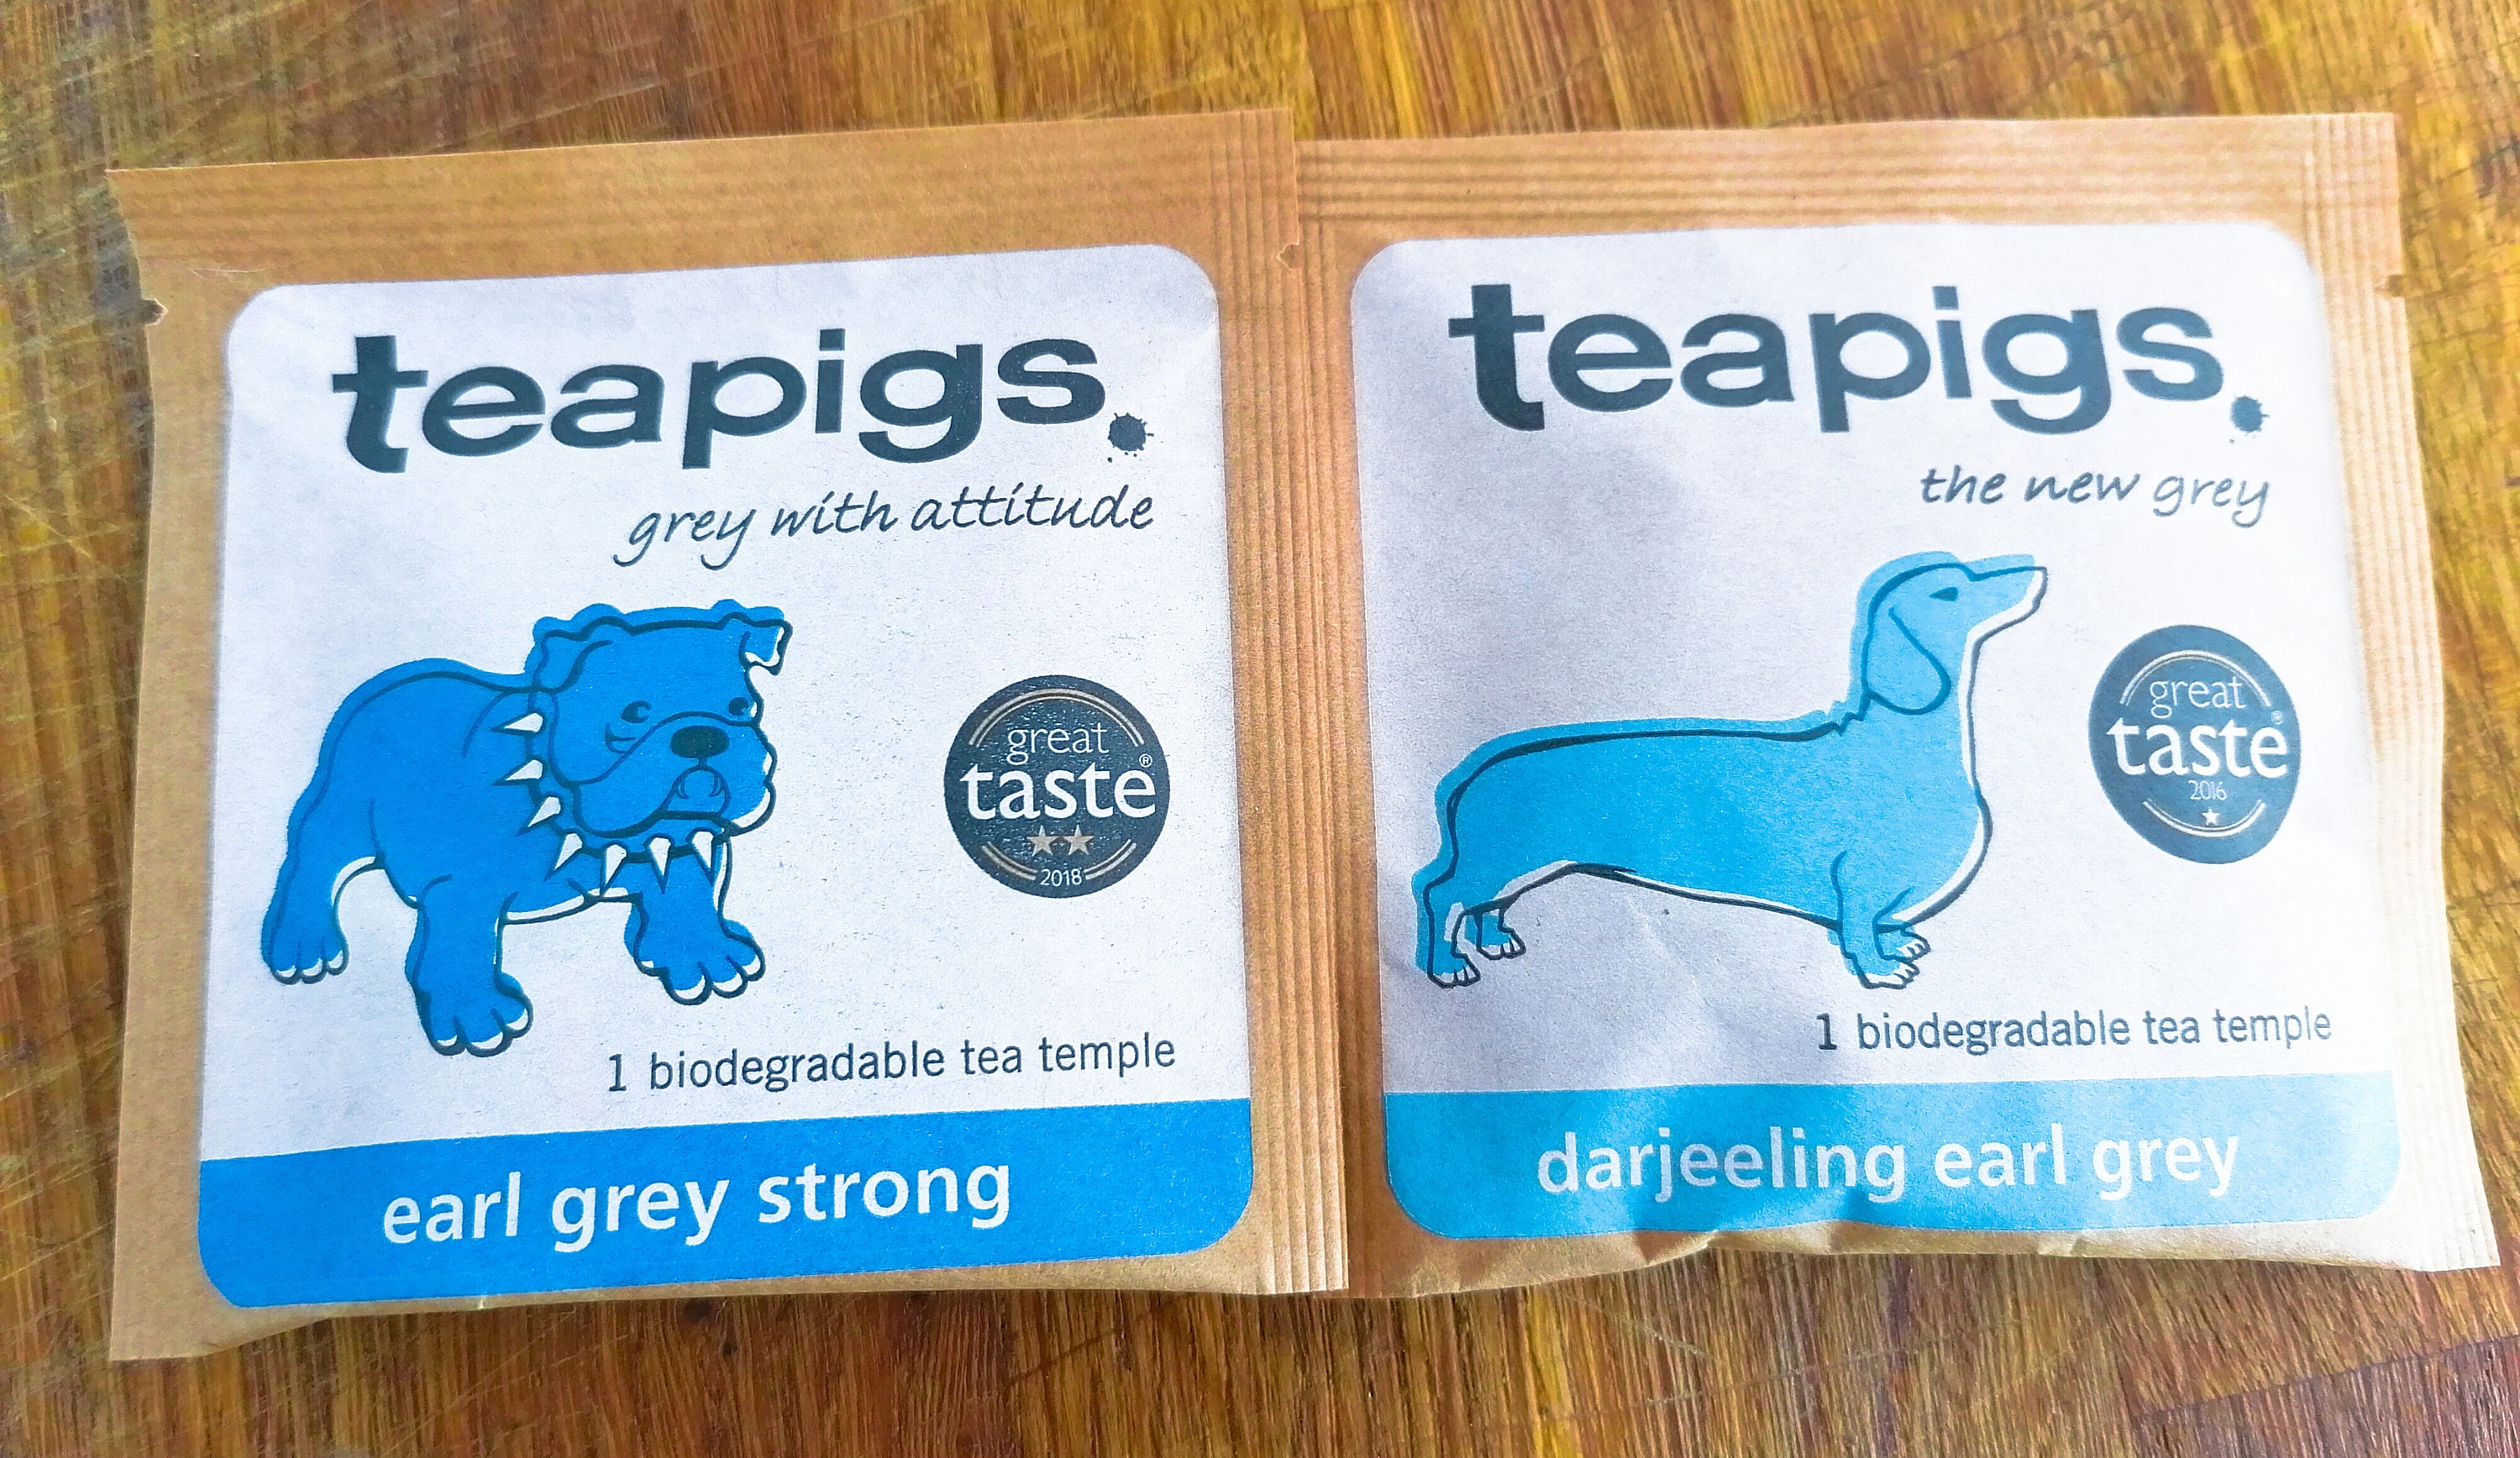 teapigs.
grey with attitude
great
taste®
2018
1 biodegradable tea temple
earl grey strong
teapigs.
the new grey
great
taste®
2016
1 biodegradable tea temple
darjeeling earl grey